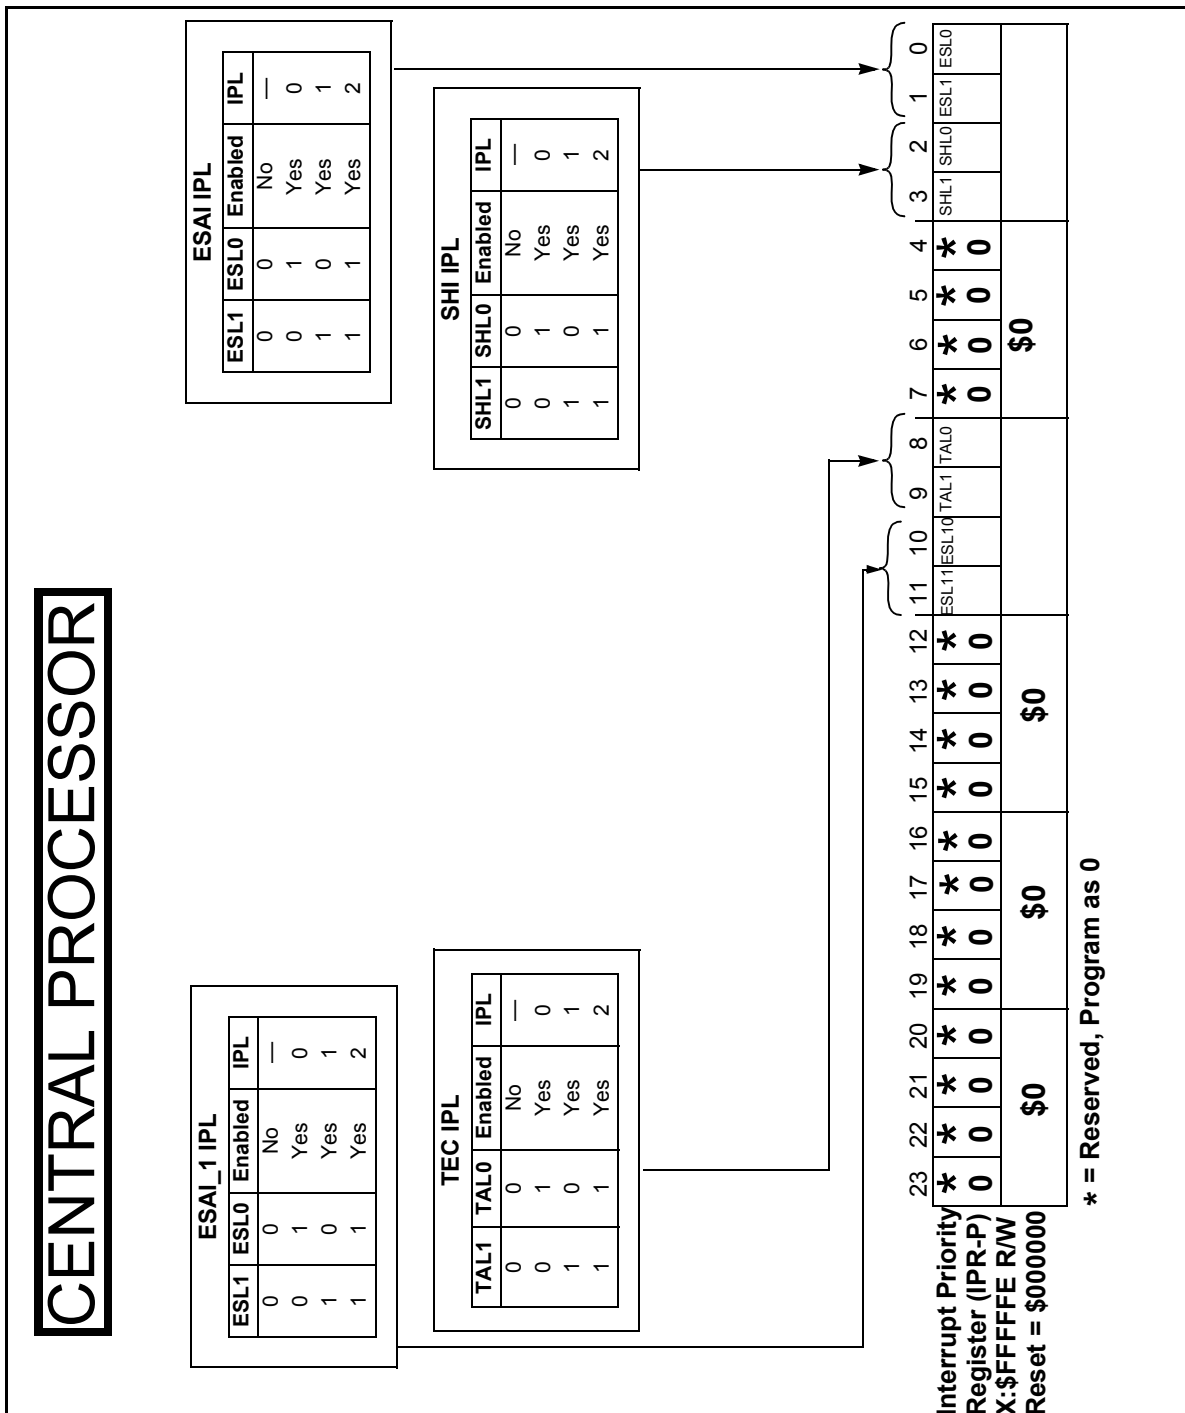 CENTRAL PROCESSOR
ESAI_1 IPL
ESL1 ESL0 Enabled IPL
0 0 No —
0 1 Yes 0
1 0 Yes 1
1 1 Yes 2
ESAI IPL
ESL1 ESL0 Enabled IPL
0 0 No —
0 1 Yes 0
1 0 Yes 1
1 1 Yes 2
TEC IPL
TAL1 TAL0 Enabled IPL
0 0 No —
0 1 Yes 0
1 0 Yes 1
1 1 Yes 2
SHI IPL
SHL1 SHL0 Enabled IPL
0 0 No —
0 1 Yes 0
1 0 Yes 1
1 1 Yes 2
23 22 21 20 19 18 17 16 15 14 13 12 11 10 9 8 7 6 5 4 3 2 1 0
Interrupt Priority
Register (IPR-P)
X:$FFFFFE R/W
Reset = $000000
* * * * * * * * * * * * ESL11 ESL10 TAL1 TAL0 * * * * SHL1 SHL0 ESL1 ESL0
0 0 0 0 0 0 0 0 0 0 0 0 0 0 0 0
$0 $0 $0 $0
* = Reserved, Program as 0